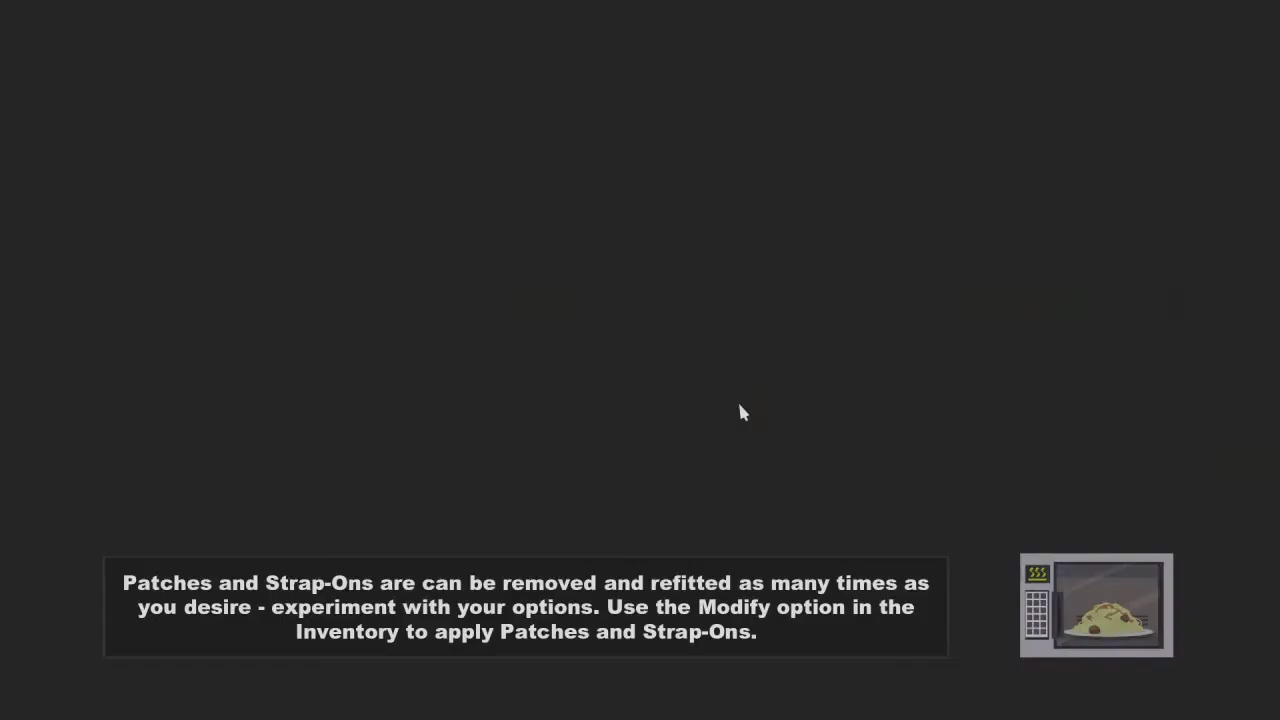 Patches and Strap-Ons are can be removed and refitted as many times as
you desire - experiment with your options. Use the Modify option in the
Inventory to apply Patches and Strap-Ons.